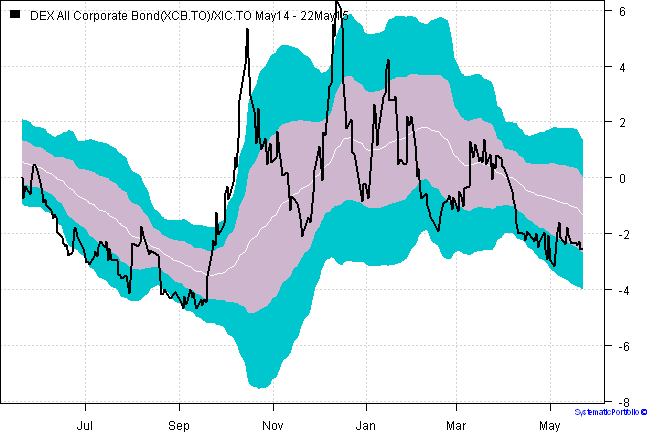 DEX All Corporate Bond(XCB.TO)/XIC.TO May14 - 22May15
6
4
2
0
-2
-4
-6
-8
Jul Sep Nov Jan Mar May
SystematicPortfolio ©